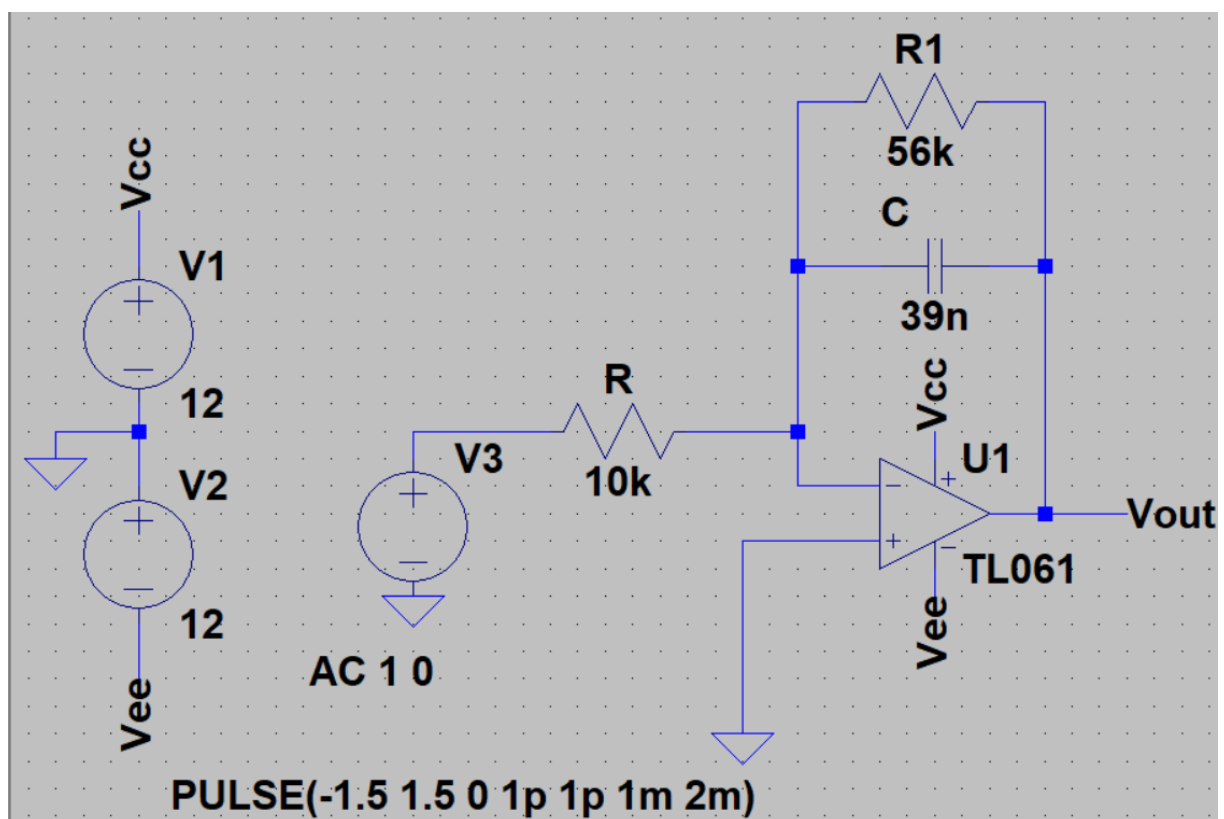 R1
56k
C
39n
Vcc
V1
12
V2
12
Vee
R
10k
V3
AC 1 0
Vcc
U1
TL061
Vee
Vout
PULSE(-1.5 1.5 0 1p 1p 1m 2m)